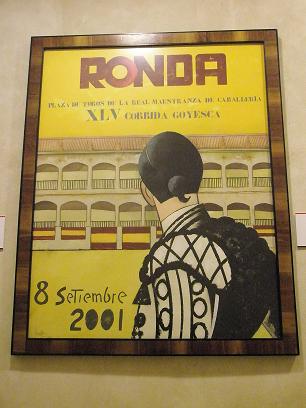 RONDA
PLAZA DE TOROS DE LA REAL MAESTRANZA DE CABALLERIA
XLV CORRIDA GOYESCA
8 SeTiembre
2001